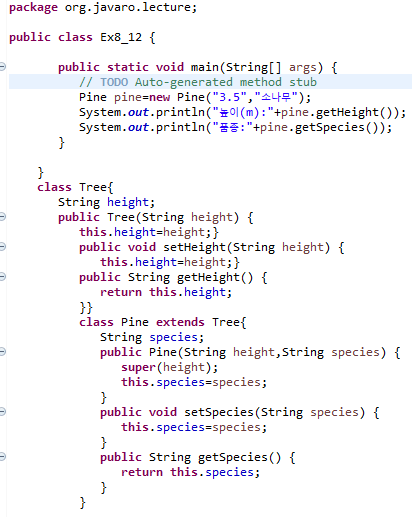 package org.javaro.lecture;
public class Ex8_12 {
public static void main(String[] args) {
// TODO Auto-generated method stub
Pine pine=new Pine("3.5","소나무");
System.out.println("높이(m):"+pine.getHeight());
System.out.println("품종:"+pine.getSpecies());
}
}
class Tree{
String height;
public Tree(String height) {
this.height=height;}
public void setHeight(String height) {
this.height=height;}
public String getHeight() {
return this.height;
}}
class Pine extends Tree{
String species;
public Pine(String height,String species) {
super(height);
this.species=species;
}
public void setSpecies(String species) {
this.species=species;
}
public String getSpecies() {
return this.species;
}
}